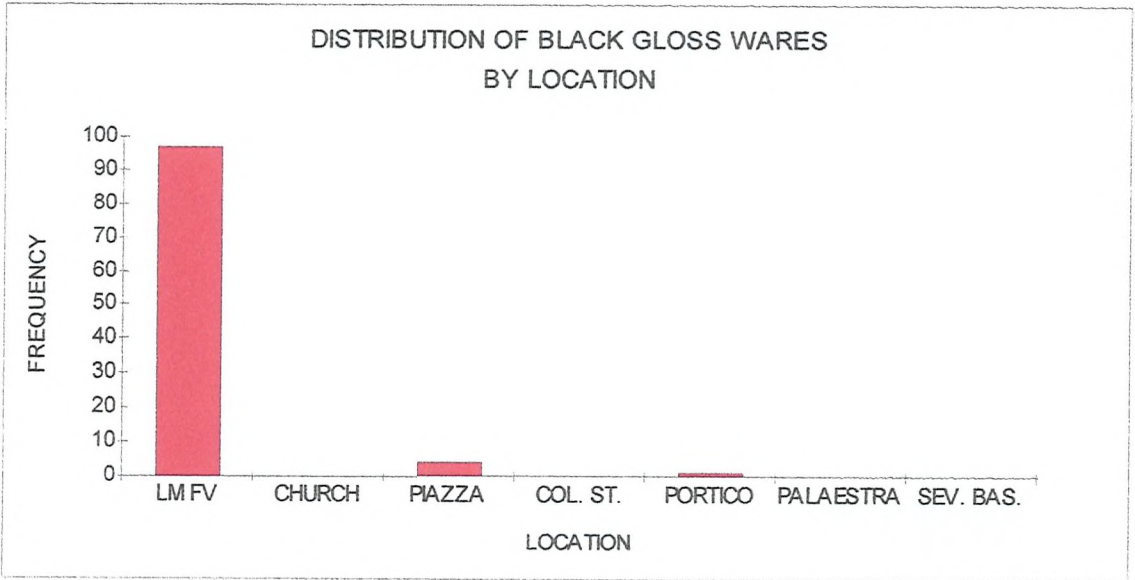 DISTRIBUTION OF BLACK GLOSS WARES
BY LOCATION
FREQUENCY
100
90
80
70
60
50
40
30
20
10
0
LM FV CHURCH PIAZZA COL. ST. PORTICO PALAESTRA SEV. BAS.
LOCATION